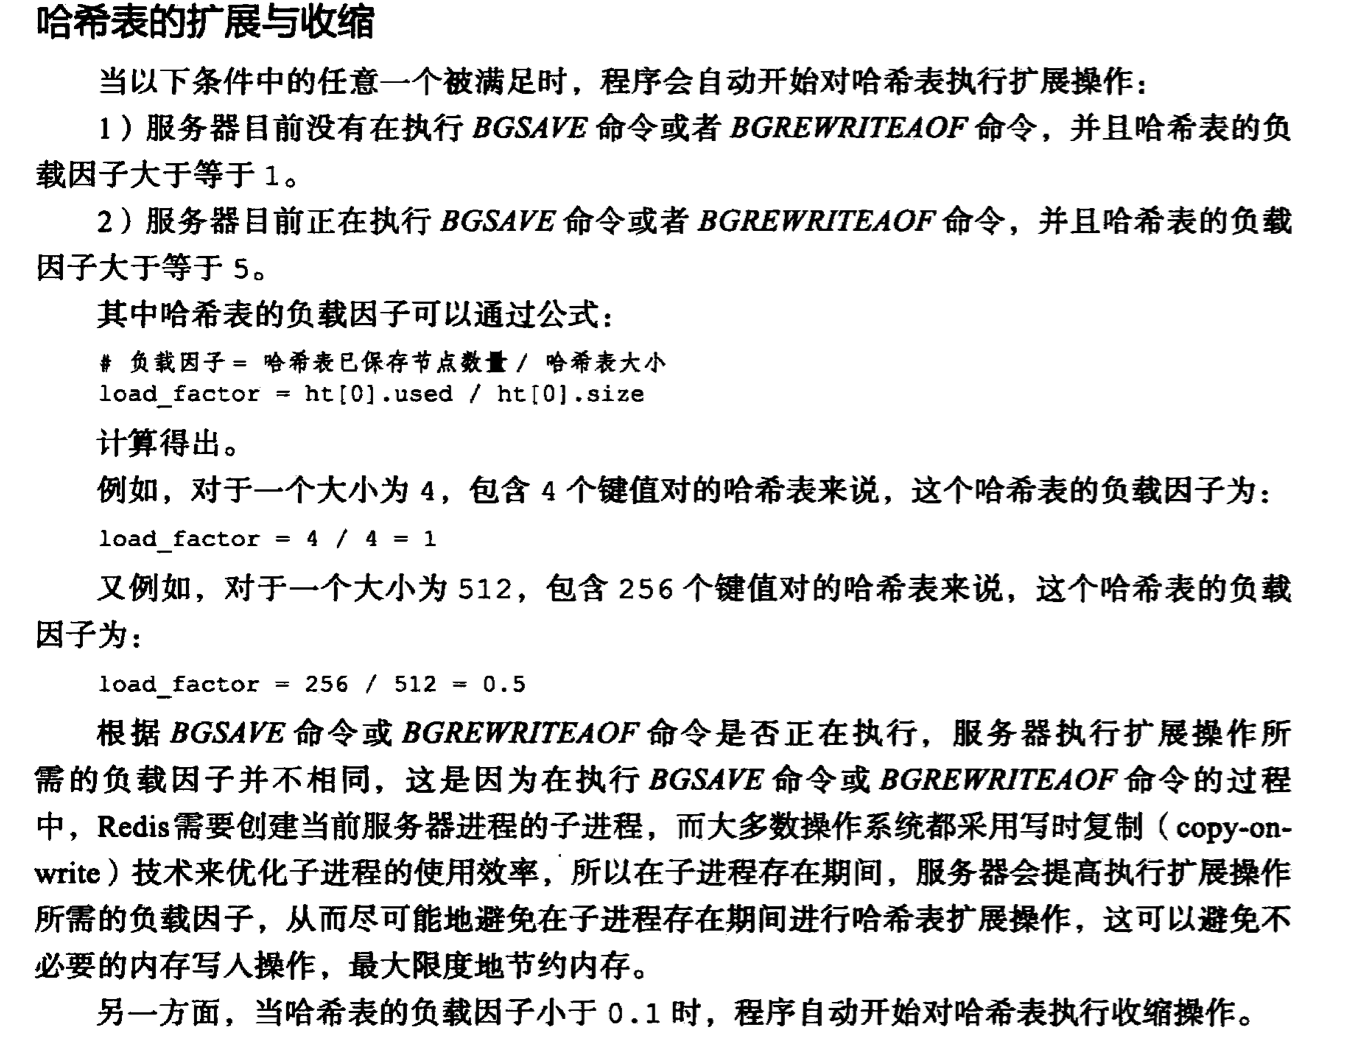 哈希表的扩展与收缩
当以下条件中的任意一个被满足时，程序会自动开始对哈希表执行扩展操作：
1）服务器目前没有在执行 BGSAVE 命令或者 BGREWRITEAOF 命令，并且哈希表的负
载因子大于等于 1。
2）服务器目前正在执行 BGSAVE 命令或者 BGREWRITEAOF 命令，并且哈希表的负载
因子大于等于 5。
其中哈希表的负载因子可以通过公式：
# 负载因子 = 哈希表已保存节点数量 / 哈希表大小
load_factor = ht[0].used / ht[0].size
计算得出。
例如，对于一个大小为 4，包含 4 个键值对的哈希表来说，这个哈希表的负载因子为：
load_factor = 4 / 4 = 1
又例如，对于一个大小为 512，包含 256 个键值对的哈希表来说，这个哈希表的负载
因子为：
load_factor = 256 / 512 = 0.5
根据 BGSAVE 命令或 BGREWRITEAOF 命令是否正在执行，服务器执行扩展操作所
需的负载因子并不相同，这是因为在执行 BGSAVE 命令或 BGREWRITEAOF 命令的过程
中，Redis需要创建当前服务器进程的子进程，而大多数操作系统都采用写时复制（copy-on-
write）技术来优化子进程的使用效率，所以在子进程存在期间，服务器会提高执行扩展操作
所需的负载因子，从而尽可能地避免在子进程存在期间进行哈希表扩展操作，这可以避免不
必要的内存写入操作，最大限度地节约内存。
另一方面，当哈希表的负载因子小于 0.1 时，程序自动开始对哈希表执行收缩操作。